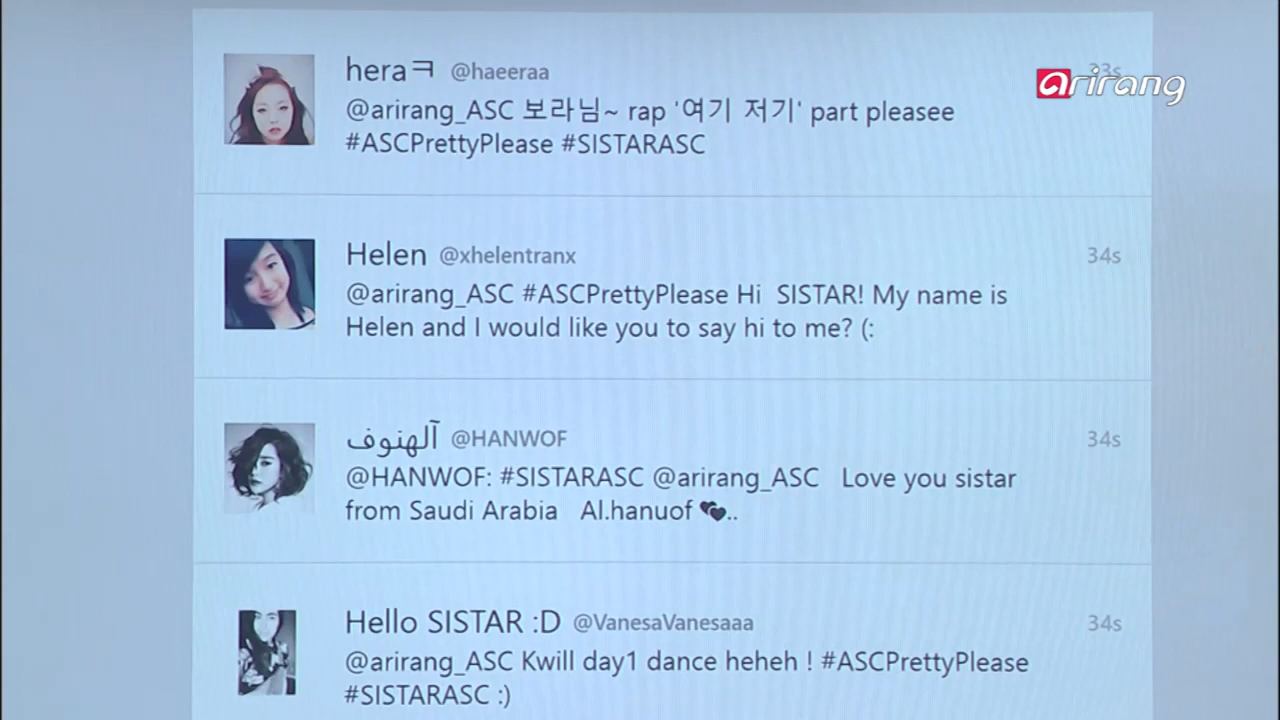 heraㅋ @haeeraa 33s
arirang
@arirang_ASC 보라님~ rap '여기 저기' part pleasee
#ASCPrettyPlease #SISTARASC
Helen @xhelentranx 34s
@arirang_ASC #ASCPrettyPlease Hi SISTAR! My name is
Helen and I would like you to say hi to me? (:
آلهنوف @HANWOF 34s
@HANWOF: #SISTARASC @arirang_ASC Love you sistar
from Saudi Arabia Al.hanuof 💕..
Hello SISTAR :D @VanesaVanesaaa 34s
@arirang_ASC Kwill day1 dance heheh ! #ASCPrettyPlease
#SISTARASC :)